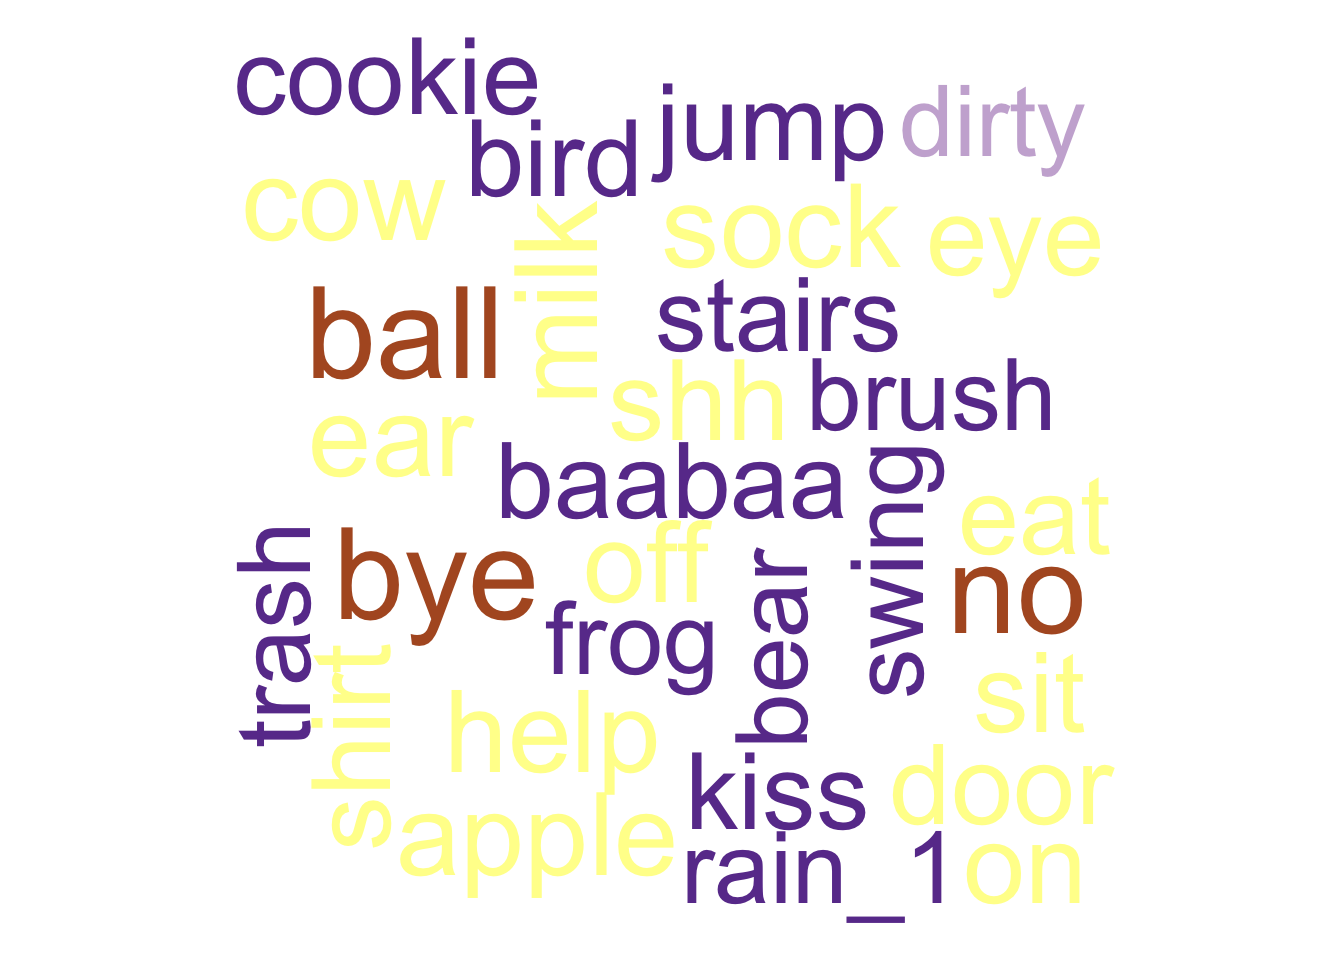 cookie
bird
jump
dirty
cow
milk
sock
eye
ball
stairs
shh
brush
ear
baabaa
swing
eat
trash
bye
off
bear
no
frog
shirt
help
sit
kiss
door
apple
rain_1
on